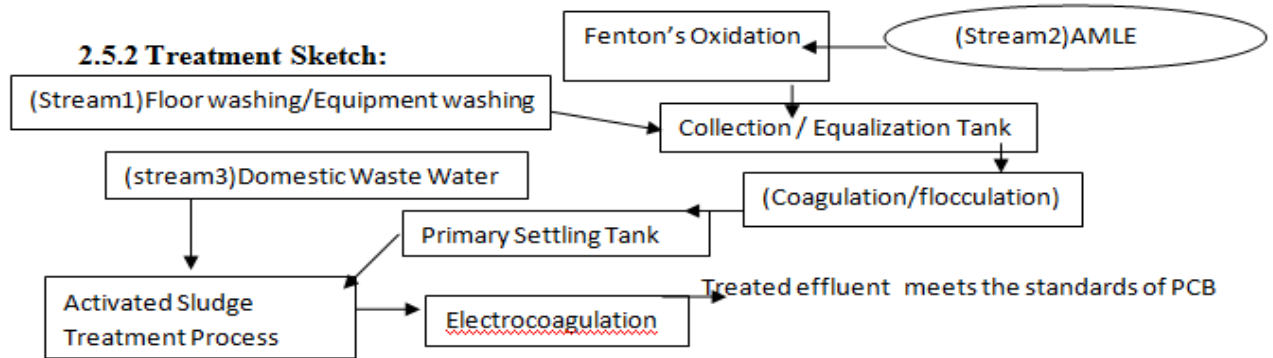 Fenton's Oxidation
(Stream2)AMLE
2.5.2 Treatment Sketch:
(Stream1)Floor washing/Equipment washing
Collection / Equalization Tank
(stream3)Domestic Waste Water
(Coagulation/flocculation)
Primary Settling Tank
Activated Sludge
Treatment Process
Electrocoagulation
Treated effluent meets the standards of PCB